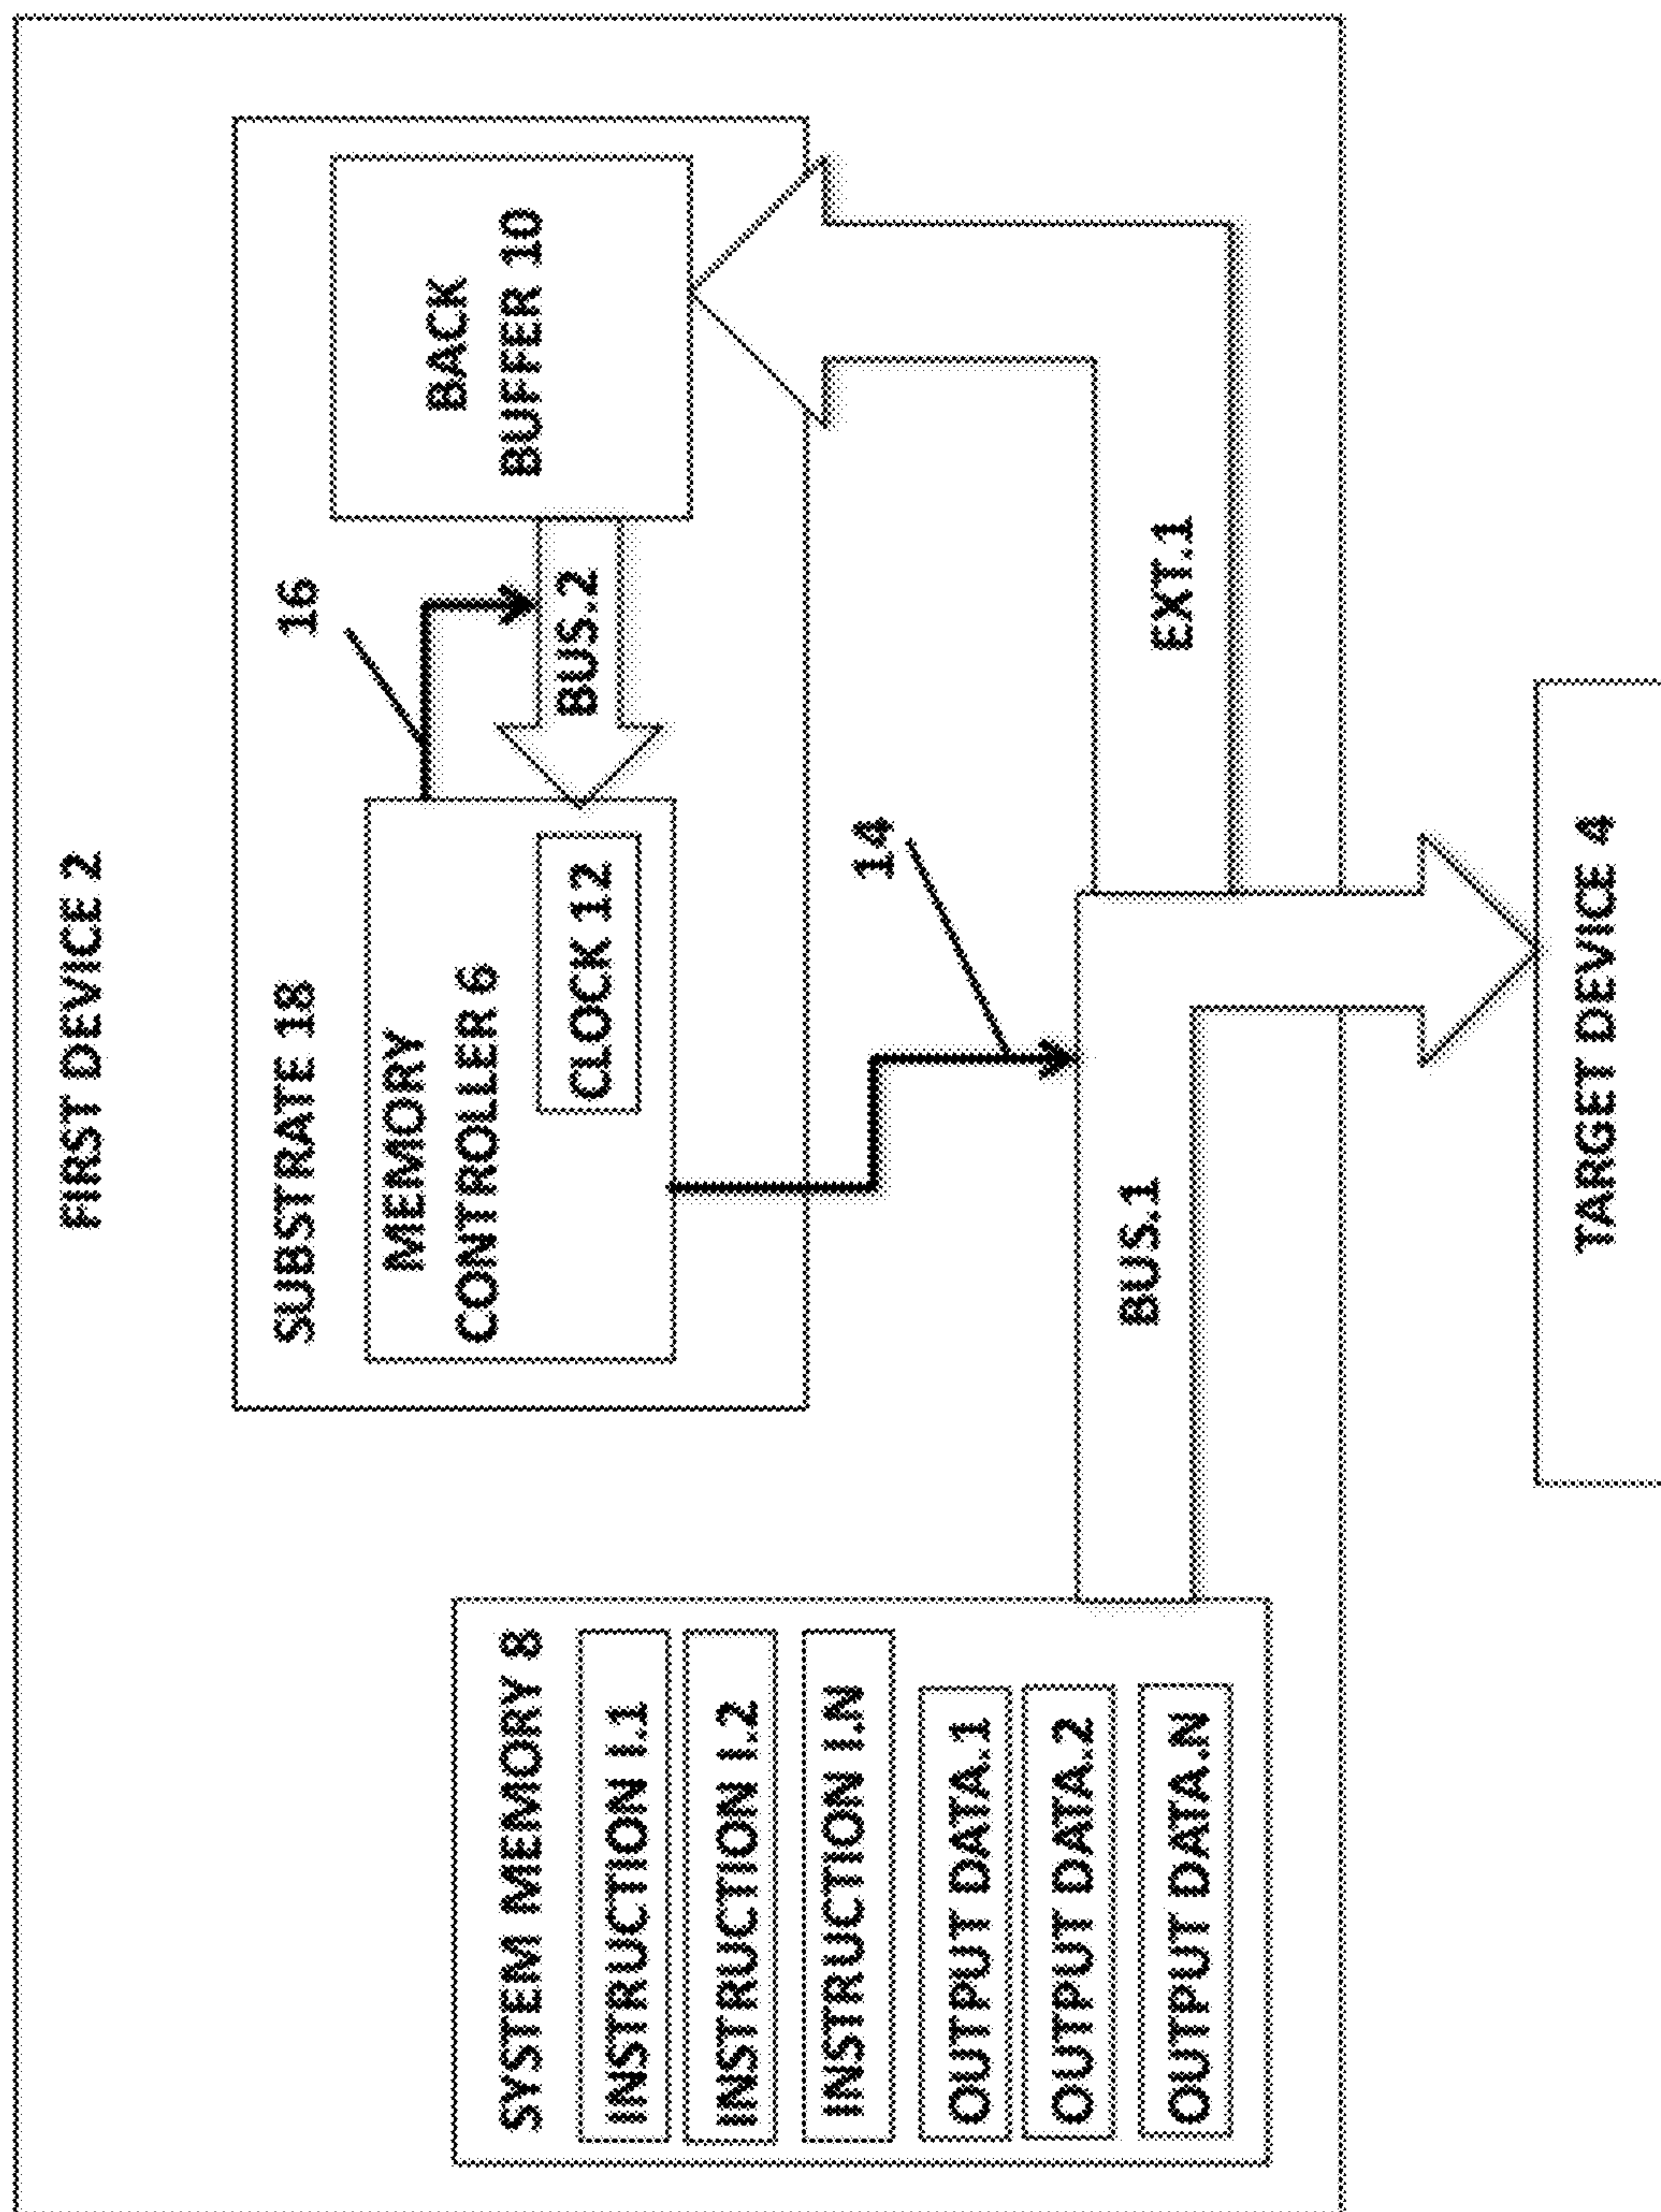 FIRST DEVICE 2
SYSTEM MEMORY 8
INSTRUCTION I.1
INSTRUCTION I.2
INSTRUCTION I.N
OUTPUT DATA.1
OUTPUT DATA.2
OUTPUT DATA.N
SUBSTRATE 18
MEMORY
CONTROLLER 6
CLOCK 12
16
BUS.2
BACK
BUFFER 10
14
BUS.1
EXT.1
TARGET DEVICE 4